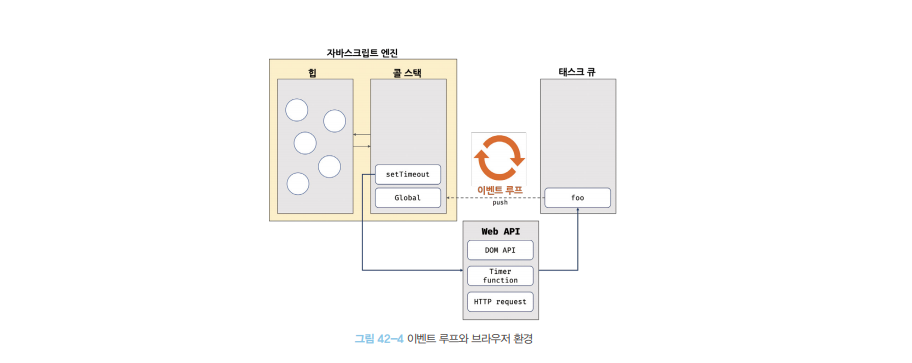 자바스크립트 엔진
힙
콜 스택
태스크 큐
setTimeout
Global
이벤트 루프
push
foo
Web API
DOM API
Timer
function
HTTP request
그림 42-4 이벤트 루프와 브라우저 환경